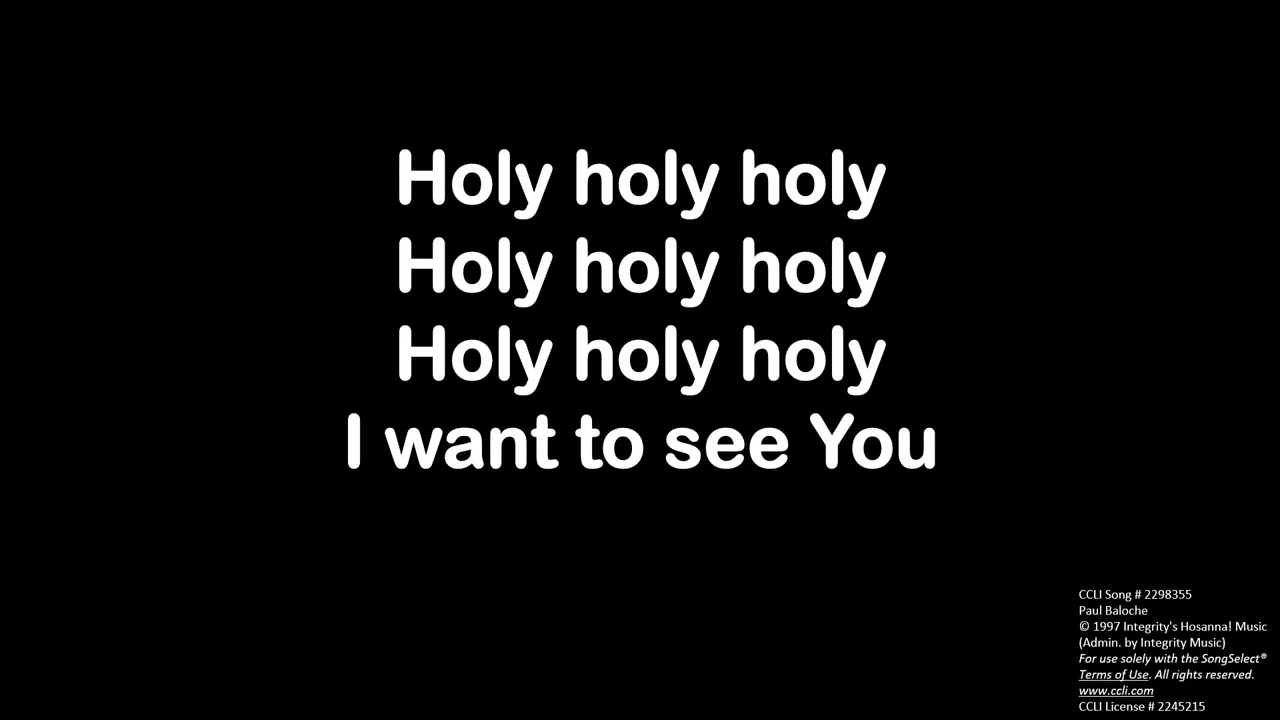 Holy holy holy
Holy holy holy
Holy holy holy
I want to see You
CCLI Song # 2298355
Paul Baloche
© 1997 Integrity's Hosanna! Music
(Admin. by Integrity Music)
For use solely with the SongSelect®
Terms of Use. All rights reserved.
www.ccli.com
CCLI License # 2245215